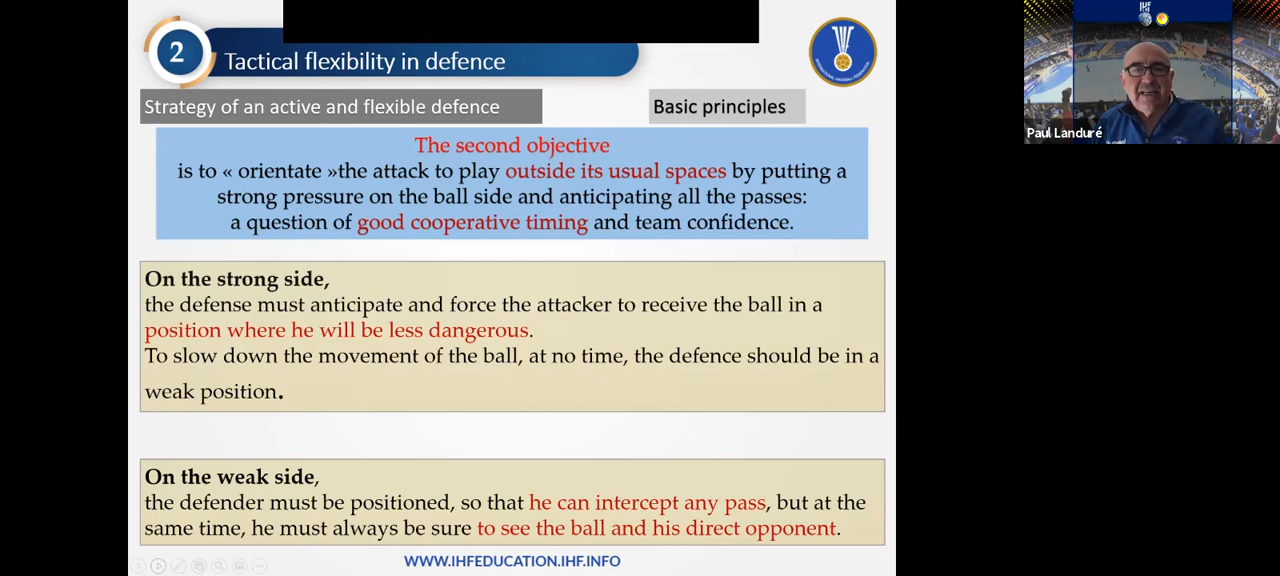 2
Tactical flexibility in defence
Strategy of an active and flexible defence
Basic principles
The second objective
is to « orientate »the attack to play outside its usual spaces by putting a
strong pressure on the ball side and anticipating all the passes:
a question of good cooperative timing and team confidence.
On the strong side,
the defense must anticipate and force the attacker to receive the ball in a
position where he will be less dangerous.
To slow down the movement of the ball, at no time, the defence should be in a
weak position.
On the weak side,
the defender must be positioned, so that he can intercept any pass, but at the
same time, he must always be sure to see the ball and his direct opponent.
WWW.IHFEDUCATION.IHF.INFO
IHF
Paul Landuré